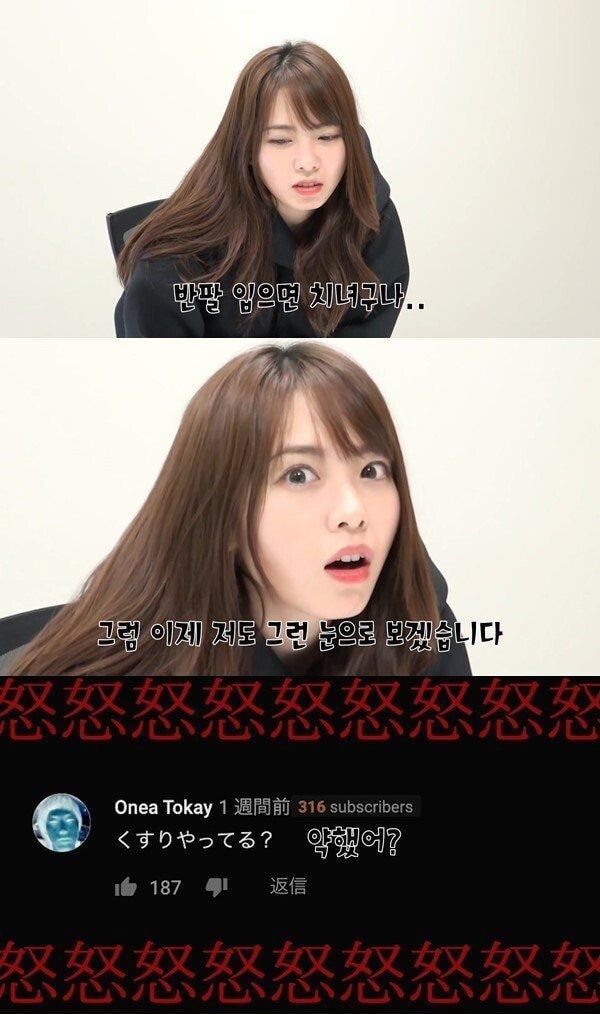 반팔 입으면 치녀구나..
그럼 이제 저도 그런 눈으로 보겠습니다
怒怒怒怒怒怒怒怒怒
Onea Tokay 1 週間前 316 subscribers
くすりやってる? 약했어?
187 返信
怒怒怒怒怒怒怒怒怒